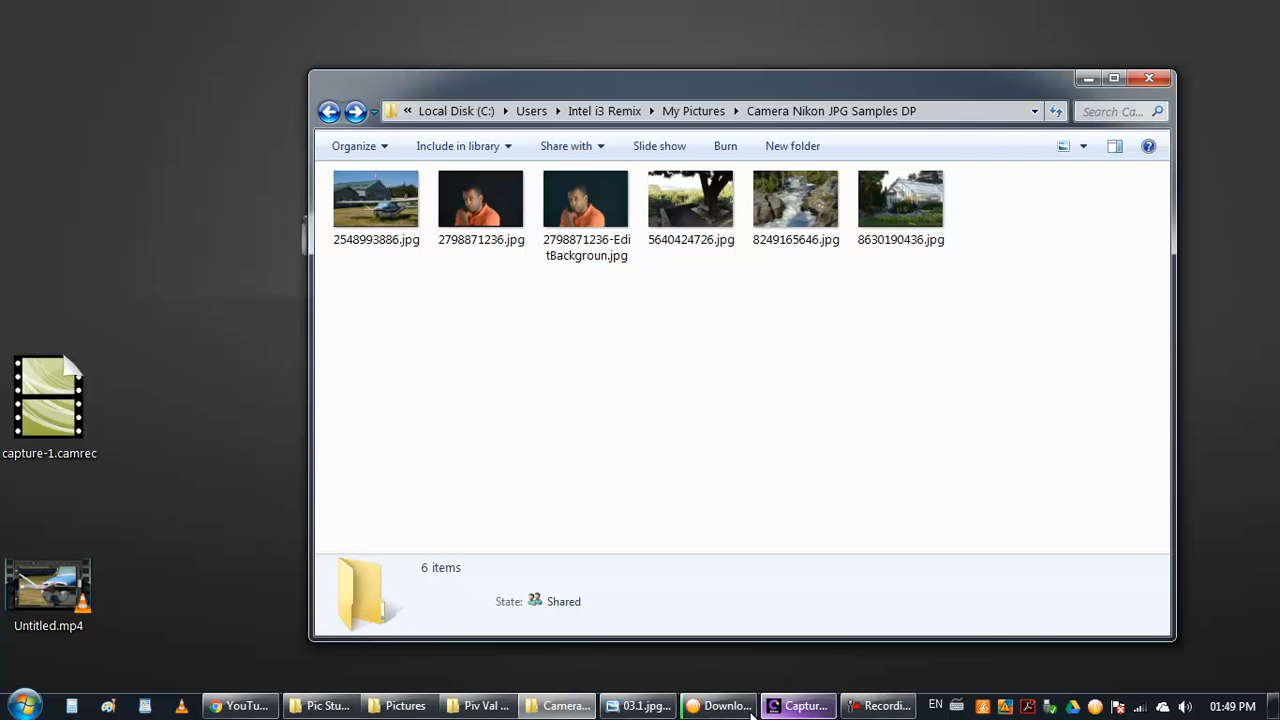 « Local Disk (C:) Users Intel i3 Remix My Pictures Camera Nikon JPG Samples DP Search Ca...
Organize Include in library Share with Slide show Burn New folder
2548993886.jpg 2798871236.jpg 2798871236-Edi 5640424726.jpg 8249165646.jpg 8630190436.jpg
tBackgroun.jpg
capture-1.camrec
6 items
State: Shared
Untitled.mp4
YouTu... Pic Stu... Pictures Piv Val ... Camera... 03.1.jpg... Downlo... Captur... Recordi... EN 01:49 PM